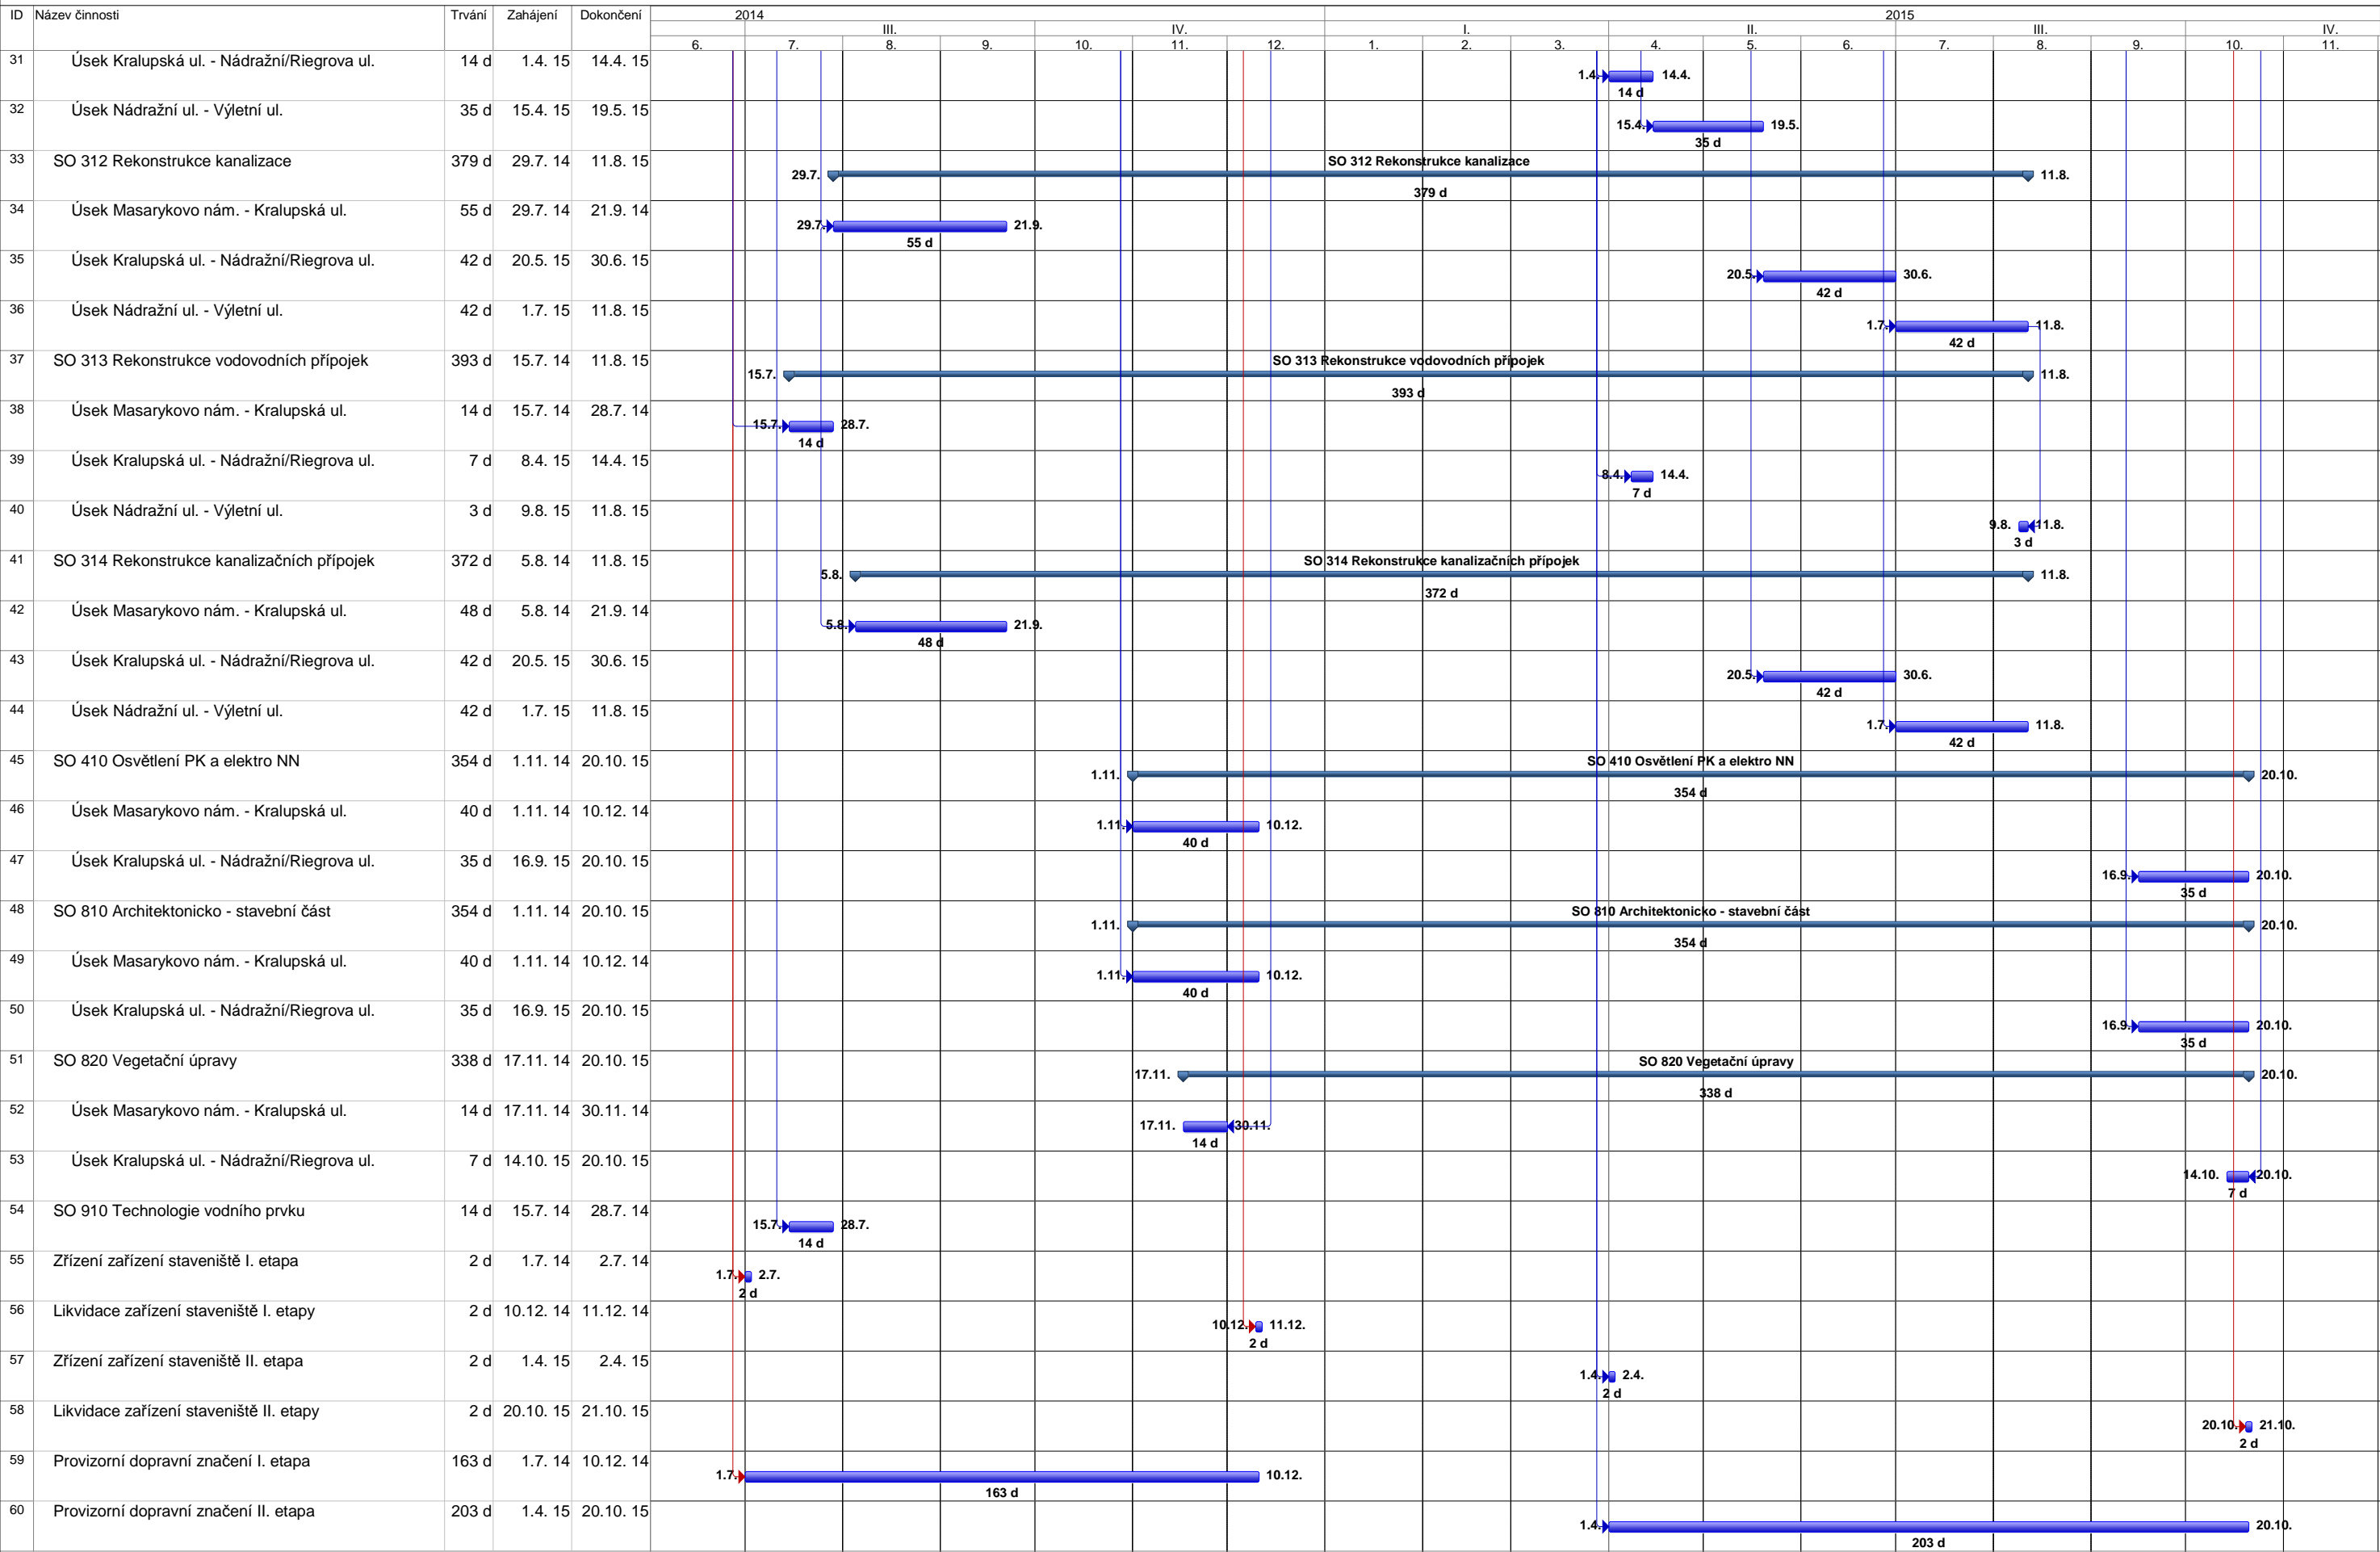 ID Název činnosti Trvání Zahájení Dokončení 2014 2015
III. IV. I. II. III. IV.
6. 7. 8. 9. 10. 11. 12. 1. 2. 3. 4. 5. 6. 7. 8. 9. 10. 11.
31 Úsek Kralupská ul. - Nádražní/Riegrova ul. 14 d 1.4. 15 14.4. 15
1.4. 14.4.
14 d
32 Úsek Nádražní ul. - Výletní ul. 35 d 15.4. 15 19.5. 15
15.4. 19.5.
35 d
33 SO 312 Rekonstrukce kanalizace 379 d 29.7. 14 11.8. 15 SO 312 Rekonstrukce kanalizace
29.7. 11.8.
379 d
34 Úsek Masarykovo nám. - Kralupská ul. 55 d 29.7. 14 21.9. 14
29.7. 21.9.
55 d
35 Úsek Kralupská ul. - Nádražní/Riegrova ul. 42 d 20.5. 15 30.6. 15
20.5. 30.6.
42 d
36 Úsek Nádražní ul. - Výletní ul. 42 d 1.7. 15 11.8. 15
1.7. 11.8.
42 d
37 SO 313 Rekonstrukce vodovodních přípojek 393 d 15.7. 14 11.8. 15 SO 313 Rekonstrukce vodovodních přípojek
15.7. 11.8.
393 d
38 Úsek Masarykovo nám. - Kralupská ul. 14 d 15.7. 14 28.7. 14
15.7. 28.7.
14 d
39 Úsek Kralupská ul. - Nádražní/Riegrova ul. 7 d 8.4. 15 14.4. 15
8.4. 14.4.
7 d
40 Úsek Nádražní ul. - Výletní ul. 3 d 9.8. 15 11.8. 15
9.8. 11.8.
3 d
41 SO 314 Rekonstrukce kanalizačních přípojek 372 d 5.8. 14 11.8. 15 SO 314 Rekonstrukce kanalizačních přípojek
5.8. 11.8.
372 d
42 Úsek Masarykovo nám. - Kralupská ul. 48 d 5.8. 14 21.9. 14
5.8. 21.9.
48 d
43 Úsek Kralupská ul. - Nádražní/Riegrova ul. 42 d 20.5. 15 30.6. 15
20.5. 30.6.
42 d
44 Úsek Nádražní ul. - Výletní ul. 42 d 1.7. 15 11.8. 15
1.7. 11.8.
42 d
45 SO 410 Osvětlení PK a elektro NN 354 d 1.11. 14 20.10. 15 SO 410 Osvětlení PK a elektro NN
1.11. 20.10.
354 d
46 Úsek Masarykovo nám. - Kralupská ul. 40 d 1.11. 14 10.12. 14
1.11. 10.12.
40 d
47 Úsek Kralupská ul. - Nádražní/Riegrova ul. 35 d 16.9. 15 20.10. 15
16.9. 20.10.
35 d
48 SO 810 Architektonicko - stavební část 354 d 1.11. 14 20.10. 15 SO 810 Architektonicko - stavební část
1.11. 20.10.
354 d
49 Úsek Masarykovo nám. - Kralupská ul. 40 d 1.11. 14 10.12. 14
1.11. 10.12.
40 d
50 Úsek Kralupská ul. - Nádražní/Riegrova ul. 35 d 16.9. 15 20.10. 15
16.9. 20.10.
35 d
51 SO 820 Vegetační úpravy 338 d 17.11. 14 20.10. 15 SO 820 Vegetační úpravy
17.11. 20.10.
338 d
52 Úsek Masarykovo nám. - Kralupská ul. 14 d 17.11. 14 30.11. 14
17.11. 30.11.
14 d
53 Úsek Kralupská ul. - Nádražní/Riegrova ul. 7 d 14.10. 15 20.10. 15
14.10. 20.10.
7 d
54 SO 910 Technologie vodního prvku 14 d 15.7. 14 28.7. 14
15.7. 28.7.
14 d
55 Zřízení zařízení staveniště I. etapa 2 d 1.7. 14 2.7. 14
1.7. 2.7.
2 d
56 Likvidace zařízení staveniště I. etapy 2 d 10.12. 14 11.12. 14
10.12. 11.12.
2 d
57 Zřízení zařízení staveniště II. etapa 2 d 1.4. 15 2.4. 15
1.4. 2.4.
2 d
58 Likvidace zařízení staveniště II. etapy 2 d 20.10. 15 21.10. 15
20.10. 21.10.
2 d
59 Provizorní dopravní značení I. etapa 163 d 1.7. 14 10.12. 14
1.7. 10.12.
163 d
60 Provizorní dopravní značení II. etapa 203 d 1.4. 15 20.10. 15
1.4. 20.10.
203 d